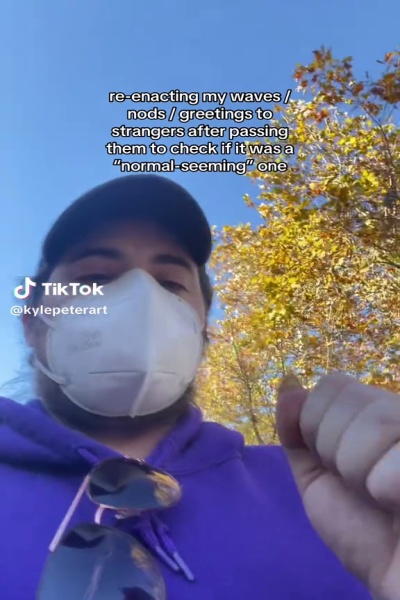 re-enacting my waves /
nods / greetings to
strangers after passing
them to check if it was a
“normal-seeming” one
TikTok
@kylepeterart